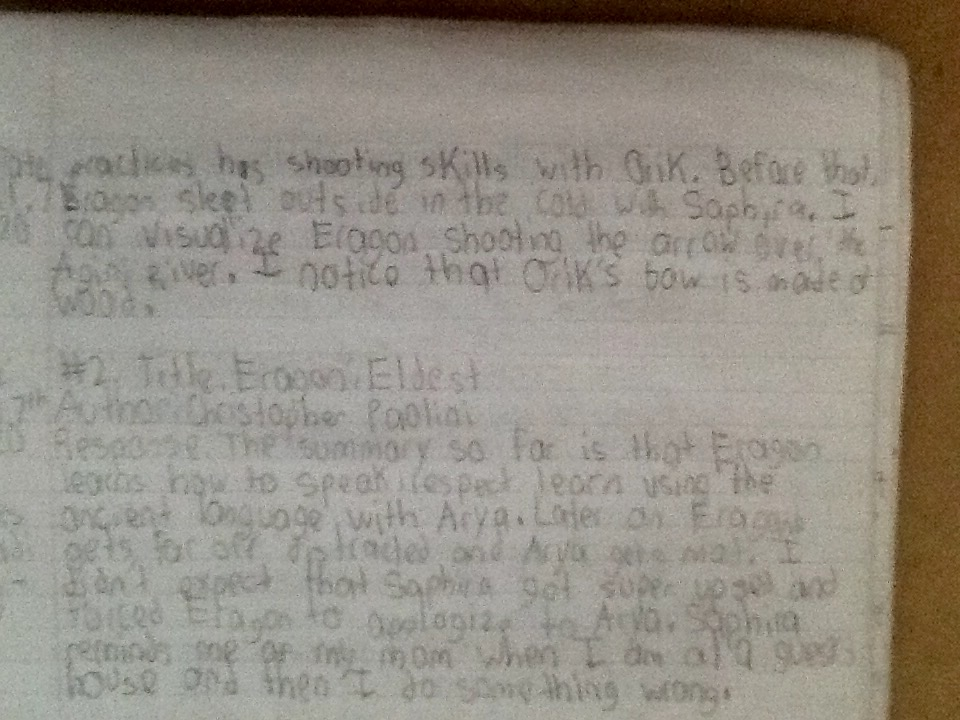 practices his shooting skills with Orik. Before that,
Eragon sleet outside in the cold with Saphira. I
20 can visualize Eragon shooting the arrow over the
River. I notice that Orik's bow is made of
wood.
#2. Title. Eragon. Eldest
7th Author. Christopher Paolini
Response. The summary so far is that Eragon
learns how to speak, respect learn using the
ancient language with Arya. Later on Eragon
gets far off distracted and Arya gets mat. I
didn't expect that Saphira got super upset and
forced Eragon to apologize to Arya. Saphira
reminds me of my mom when I am at a guest
house and then I do something wrong.